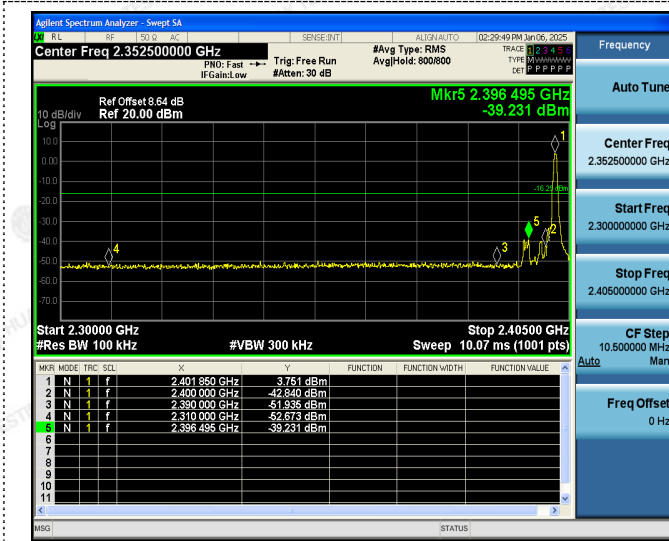 Agilent Spectrum Analyzer - Swept SA
LXI RL RF 50 Ω AC SENSE:INT ALIGN AUTO 02:29:49 PM Jan 06, 2025
Center Freq 2.352500000 GHz #Avg Type: RMS TRACE 1 2 3 4 5 6
PNO: Fast Trig: Free Run Avg|Hold: 800/800 TYPE M
IFGain:Low #Atten: 30 dB DET P P P P P P
Frequency
Auto Tune
Center Freq
2.352500000 GHz
Start Freq
2.300000000 GHz
Stop Freq
2.405000000 GHz
CF Step
10.500000 MHz
Auto Man
Freq Offset
0 Hz
Mkr5 2.396 495 GHz
-39.231 dBm
Ref Offset 8.64 dB
10 dB/div Ref 20.00 dBm
Log
10.0
0.00
-10.0
-20.0
-30.0
-40.0
-50.0
-60.0
-70.0
1
-16.25 dBm
5
2
3
4
Start 2.30000 GHz Stop 2.40500 GHz
#Res BW 100 kHz #VBW 300 kHz Sweep 10.07 ms (1001 pts)
MKR MODE TRC SCL X Y FUNCTION FUNCTION WIDTH FUNCTION VALUE
1 N 1 f 2.401 850 GHz 3.751 dBm
2 N 1 f 2.400 000 GHz -42.840 dBm
3 N 1 f 2.390 000 GHz -51.935 dBm
4 N 1 f 2.310 000 GHz -52.673 dBm
5 N 1 f 2.396 495 GHz -39.231 dBm
6
7
8
9
10
11
MSG STATUS